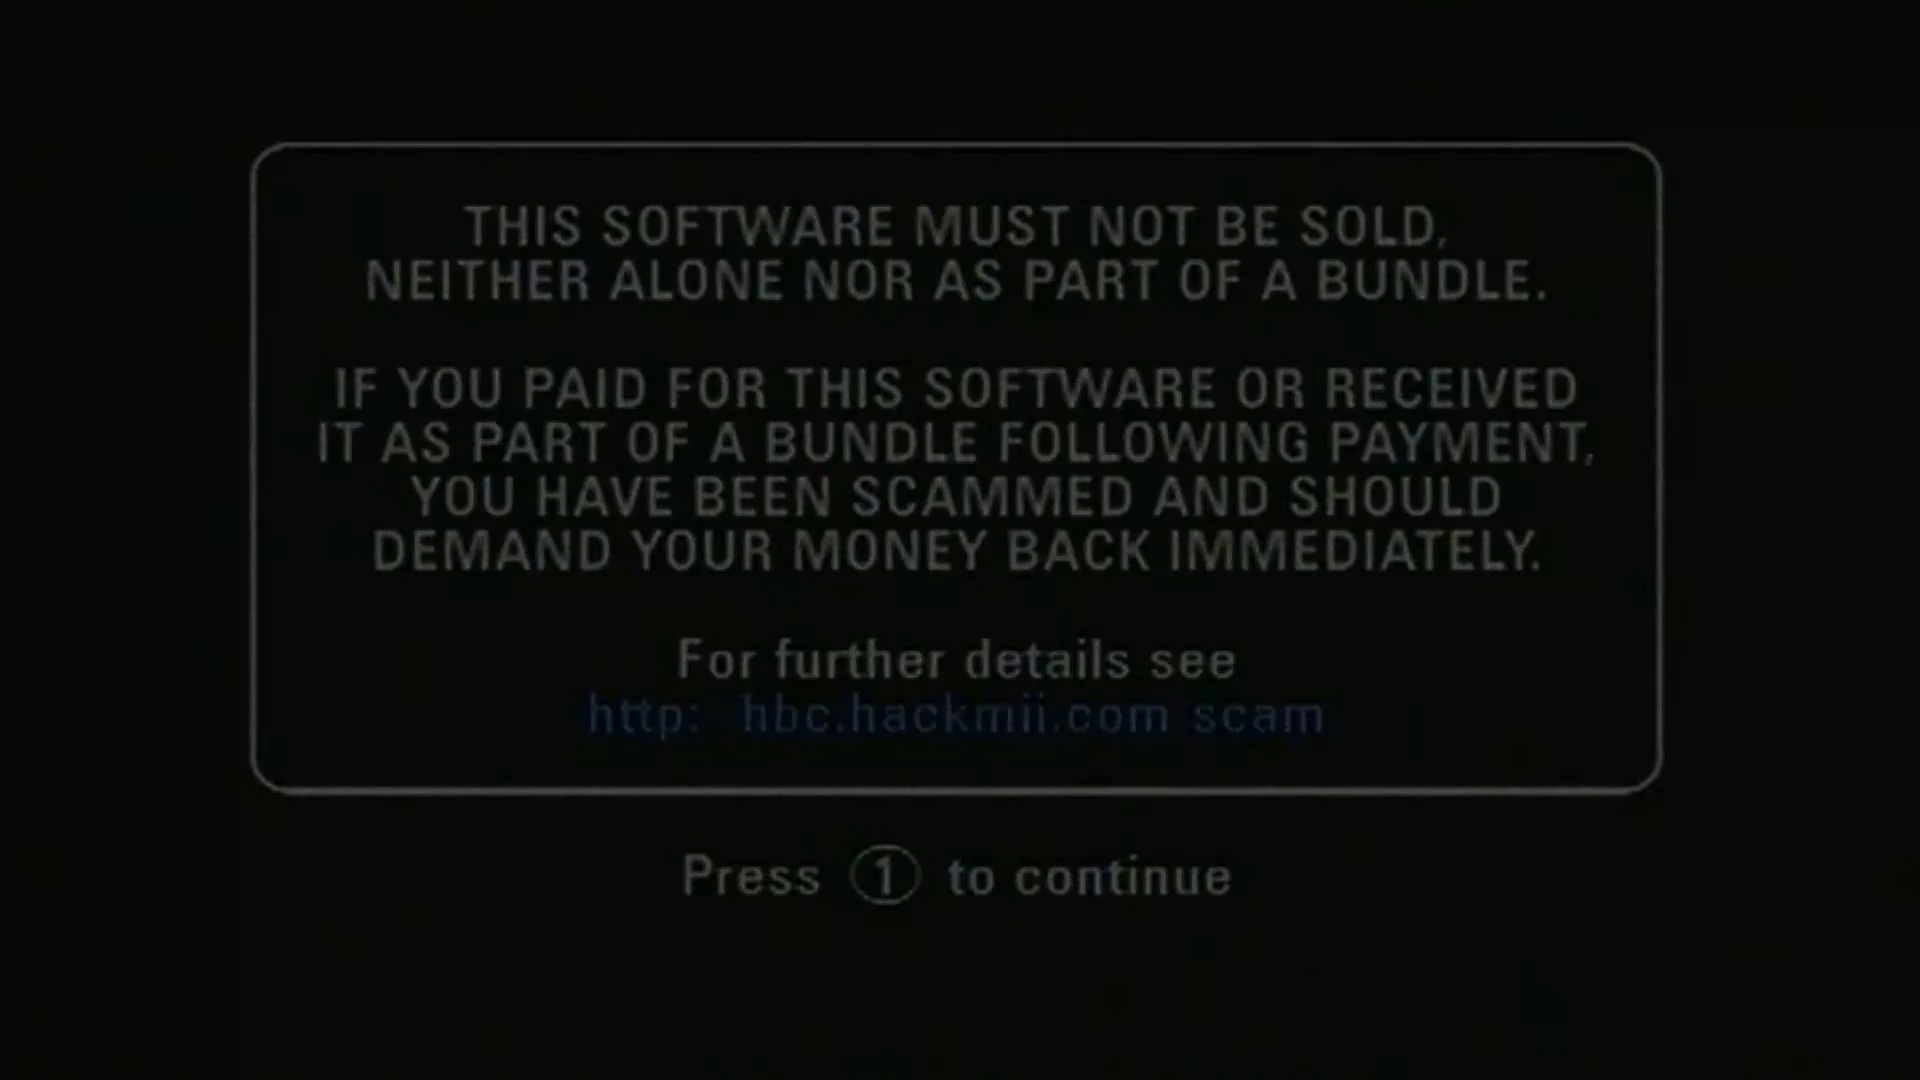 THIS SOFTWARE MUST NOT BE SOLD,
NEITHER ALONE NOR AS PART OF A BUNDLE.
IF YOU PAID FOR THIS SOFTWARE OR RECEIVED
IT AS PART OF A BUNDLE FOLLOWING PAYMENT,
YOU HAVE BEEN SCAMMED AND SHOULD
DEMAND YOUR MONEY BACK IMMEDIATELY.
For further details see
http: hbc.hackmii.com scam
Press 1 to continue